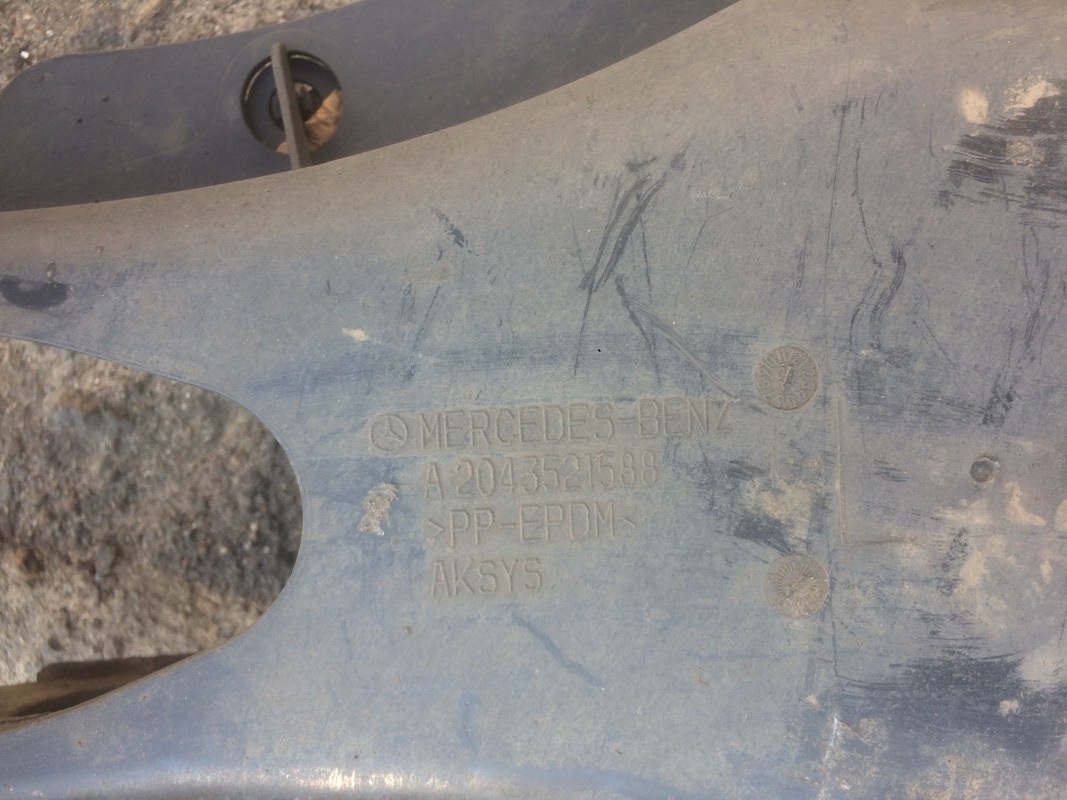 MERCEDES-BENZ
A 2043521588
>PP-EPDM<
AKSYS